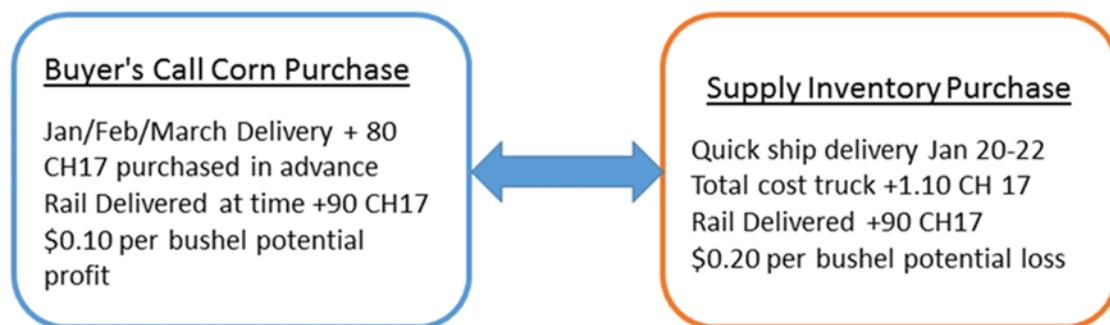 Buyer's Call Corn Purchase
Jan/Feb/March Delivery + 80
CH17 purchased in advance
Rail Delivered at time +90 CH17
$0.10 per bushel potential
profit
Supply Inventory Purchase
Quick ship delivery Jan 20-22
Total cost truck +1.10 CH 17
Rail Delivered +90 CH17
$0.20 per bushel potential loss